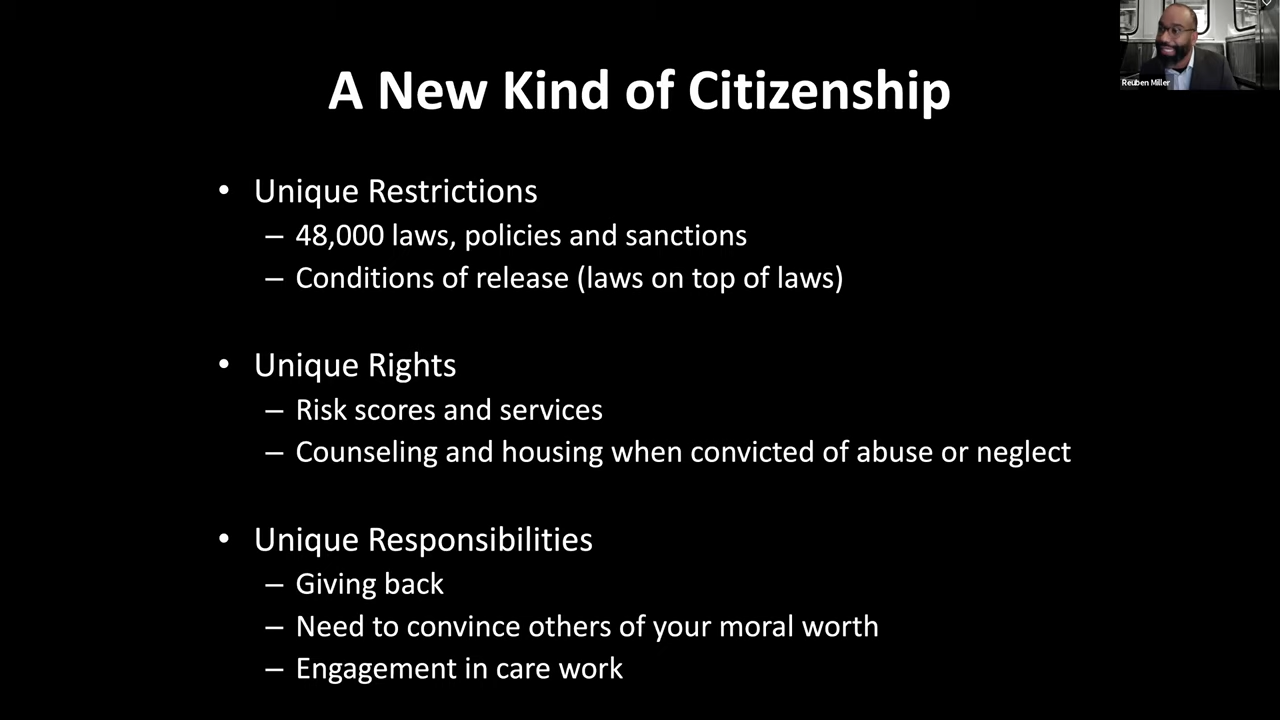 A New Kind of Citizenship
Reuben Miller
• Unique Restrictions
– 48,000 laws, policies and sanctions
– Conditions of release (laws on top of laws)
• Unique Rights
– Risk scores and services
– Counseling and housing when convicted of abuse or neglect
• Unique Responsibilities
– Giving back
– Need to convince others of your moral worth
– Engagement in care work